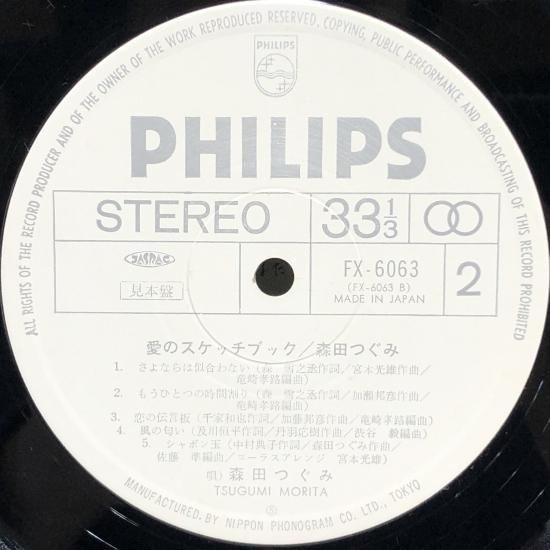 ALL RIGHTS OF THE RECORD PRODUCER AND OF THE OWNER OF THE WORK REPRODUCED RESERVED. COPYING, PUBLIC PERFORMANCE AND BROADCASTING OF THIS RECORD PROHIBITED
PHILIPS
PHILIPS
STEREO 33 1/3
JASRAC
見本盤
FX-6063
(FX-6063 B)
MADE IN JAPAN
2
愛のスケッチブック/森田つぐみ
1. さよならは似合わない(森 雪之丞作詞/宮本光雄作曲/
竜崎孝路編曲)
2. もうひとつの時間割り(森 雪之丞作詞/加瀬邦彦作曲/
竜崎孝路編曲)
3. 恋の伝言板(千家和也作詞/加藤邦彦作曲/竜崎孝路編曲)
4. 風の匂い(及川恒平作詞/丹羽応樹作曲/渋谷 毅編曲)
5. シャボン玉(中村典子作詞/森田つぐみ作曲/
佐藤 準編曲/コーラスアレンジ 宮本光雄)
唄)森田つぐみ
TSUGUMI MORITA
Ⓢ
MANUFACTURED BY NIPPON PHONOGRAM CO. LTD., TOKYO